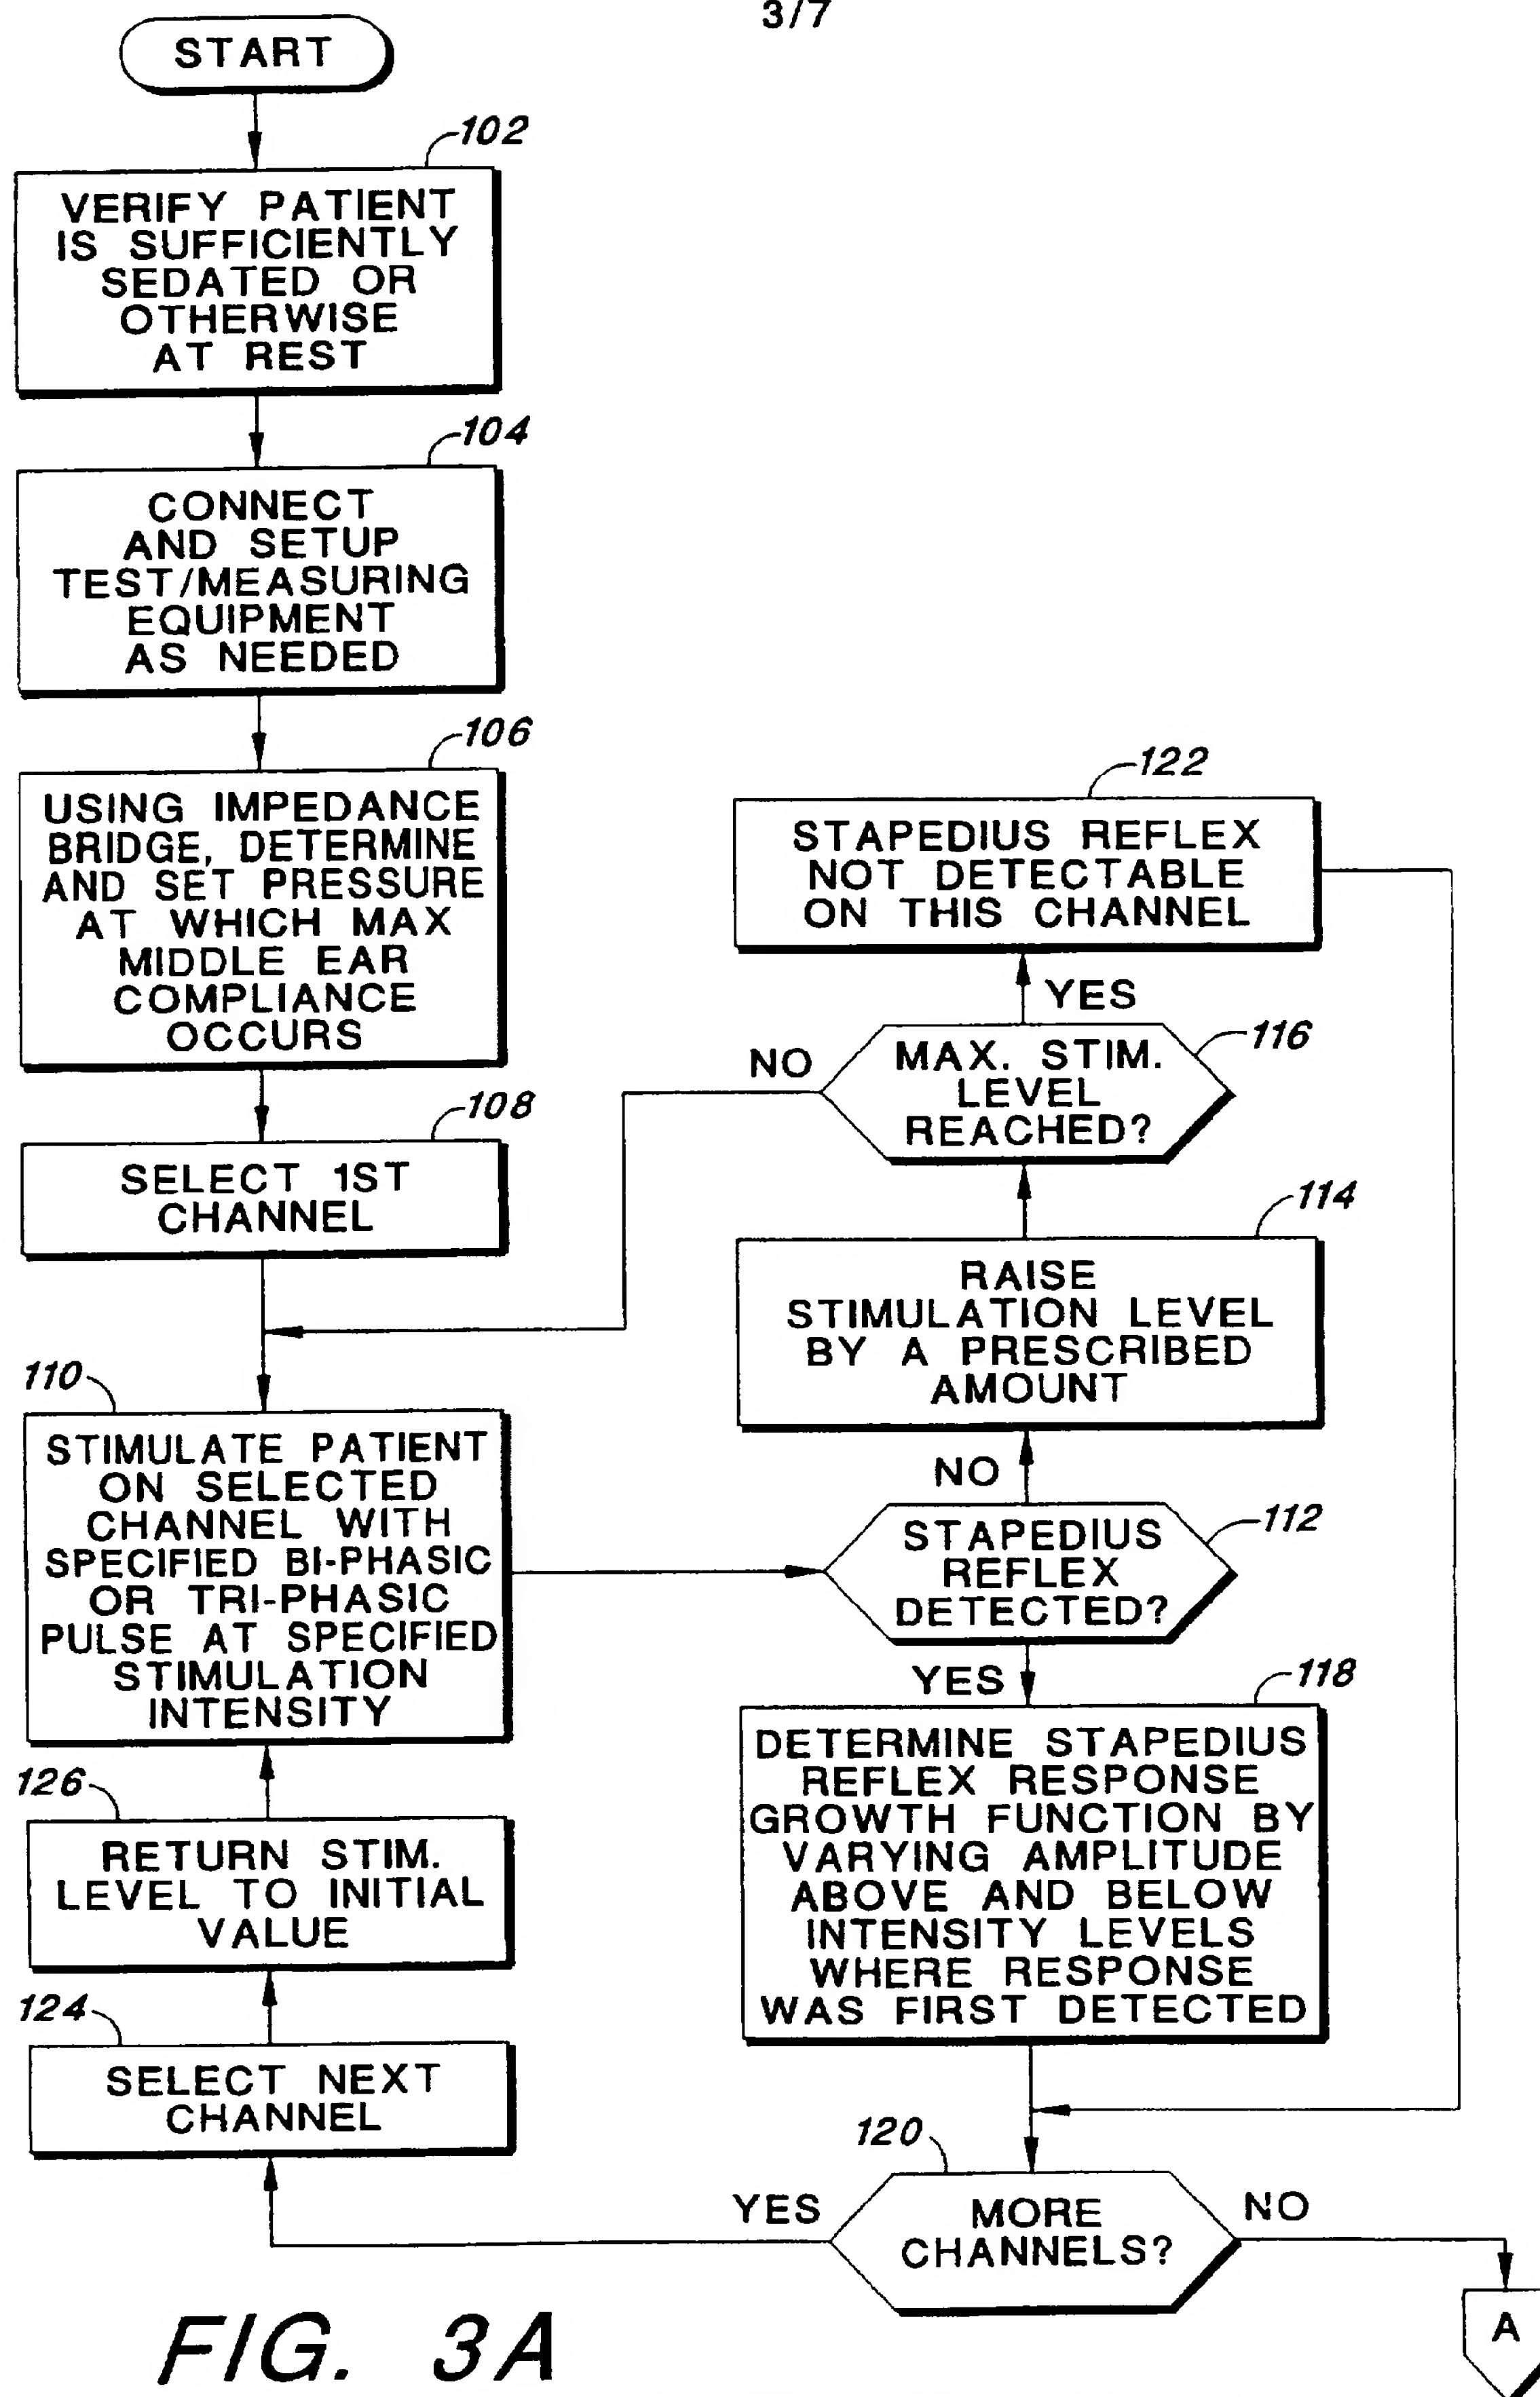 3/7
START
102
VERIFY PATIENT
IS SUFFICIENTLY
SEDATED OR
OTHERWISE
AT REST
104
CONNECT
AND SETUP
TEST/MEASURING
EQUIPMENT
AS NEEDED
106
USING IMPEDANCE
BRIDGE, DETERMINE
AND SET PRESSURE
AT WHICH MAX
MIDDLE EAR
COMPLIANCE
OCCURS
108
SELECT 1ST
CHANNEL
110
STIMULATE PATIENT
ON SELECTED
CHANNEL WITH
SPECIFIED BI-PHASIC
OR TRI-PHASIC
PULSE AT SPECIFIED
STIMULATION
INTENSITY
126
RETURN STIM.
LEVEL TO INITIAL
VALUE
124
SELECT NEXT
CHANNEL
122
STAPEDIUS REFLEX
NOT DETECTABLE
ON THIS CHANNEL
YES
NO
116
MAX. STIM.
LEVEL
REACHED?
114
RAISE
STIMULATION LEVEL
BY A PRESCRIBED
AMOUNT
NO
112
STAPEDIUS
REFLEX
DETECTED?
YES
118
DETERMINE STAPEDIUS
REFLEX RESPONSE
GROWTH FUNCTION BY
VARYING AMPLITUDE
ABOVE AND BELOW
INTENSITY LEVELS
WHERE RESPONSE
WAS FIRST DETECTED
120
YES
MORE
CHANNELS?
NO
A
FIG. 3A